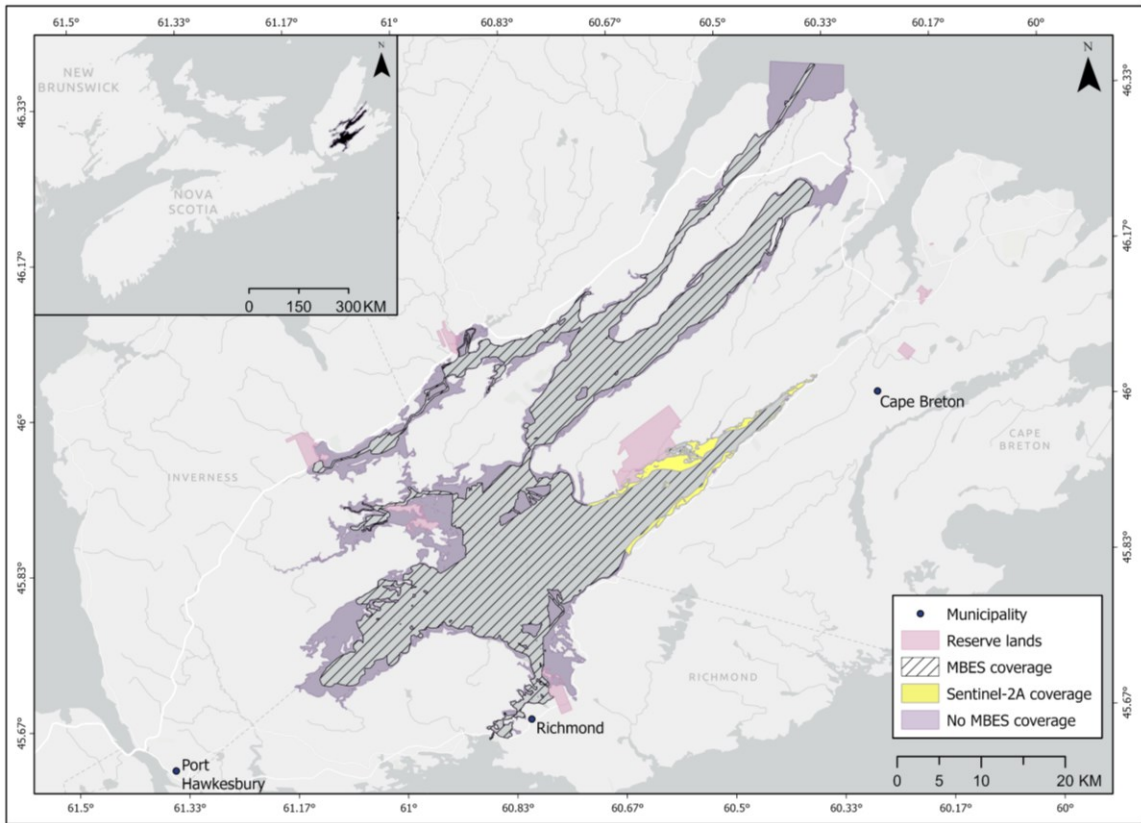 61.5° 61.33° 61.17° 61° 60.83° 60.67° 60.5° 60.33° 60.17° 60°
N
NEW
BRUNSWICK
NOVA
SCOTIA
0 150 300 KM
N
46.33° 46.33°
46.17° 46.17°
46° 46°
45.83° 45.83°
45.67° 45.67°
Cape Breton
CAPE
BRETON
INVERNESS
RICHMOND
Richmond
Port
Hawkesbury
Municipality
Reserve lands
MBES coverage
Sentinel-2A coverage
No MBES coverage
0 5 10 20 KM
61.5° 61.33° 61.17° 61° 60.83° 60.67° 60.5° 60.33° 60.17° 60°